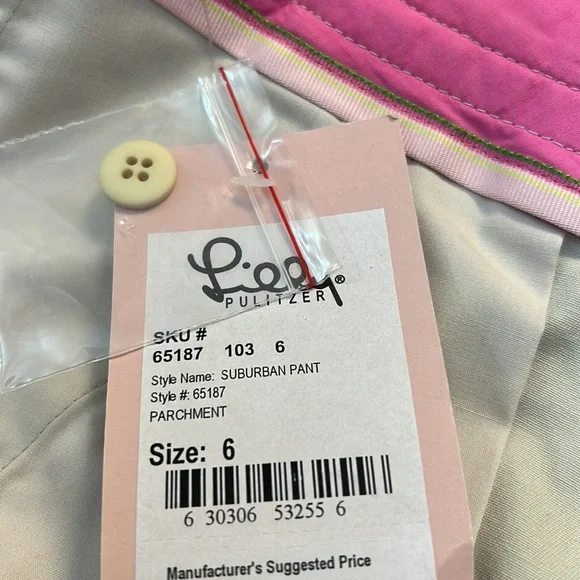 Lilly®
PULITZER
SKU #
65187 103 6
Style Name: SUBURBAN PANT
Style #: 65187
PARCHMENT
Size: 6
6 30306 53255 6
Manufacturer's Suggested Price